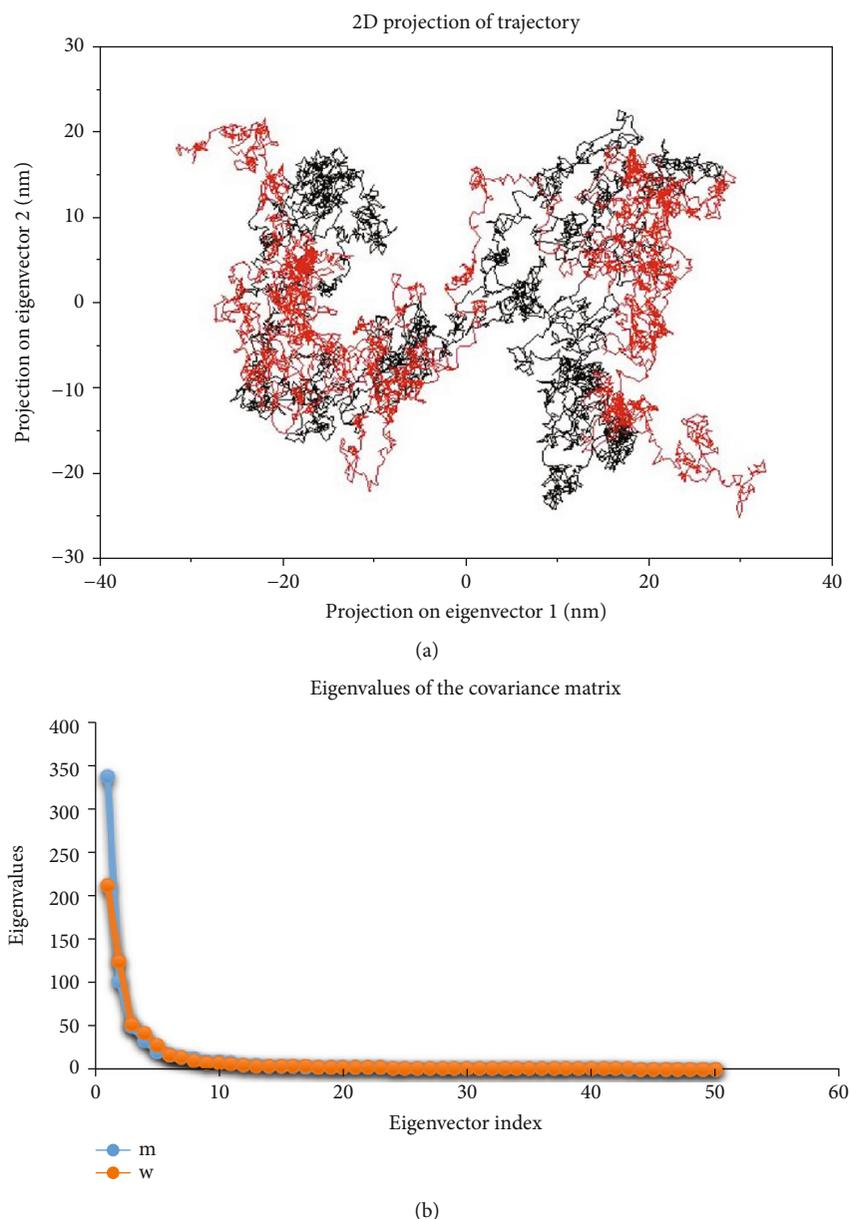 2D projection of trajectory
30
20
10
0
−10
−20
−30
Projection on eigenvector 2 (nm)
−40
−20
0
20
40
Projection on eigenvector 1 (nm)
(a)
Eigenvalues of the covariance matrix
400
350
300
250
200
150
100
50
0
Eigenvalues
0
10
20
30
40
50
60
Eigenvector index
m
w
(b)